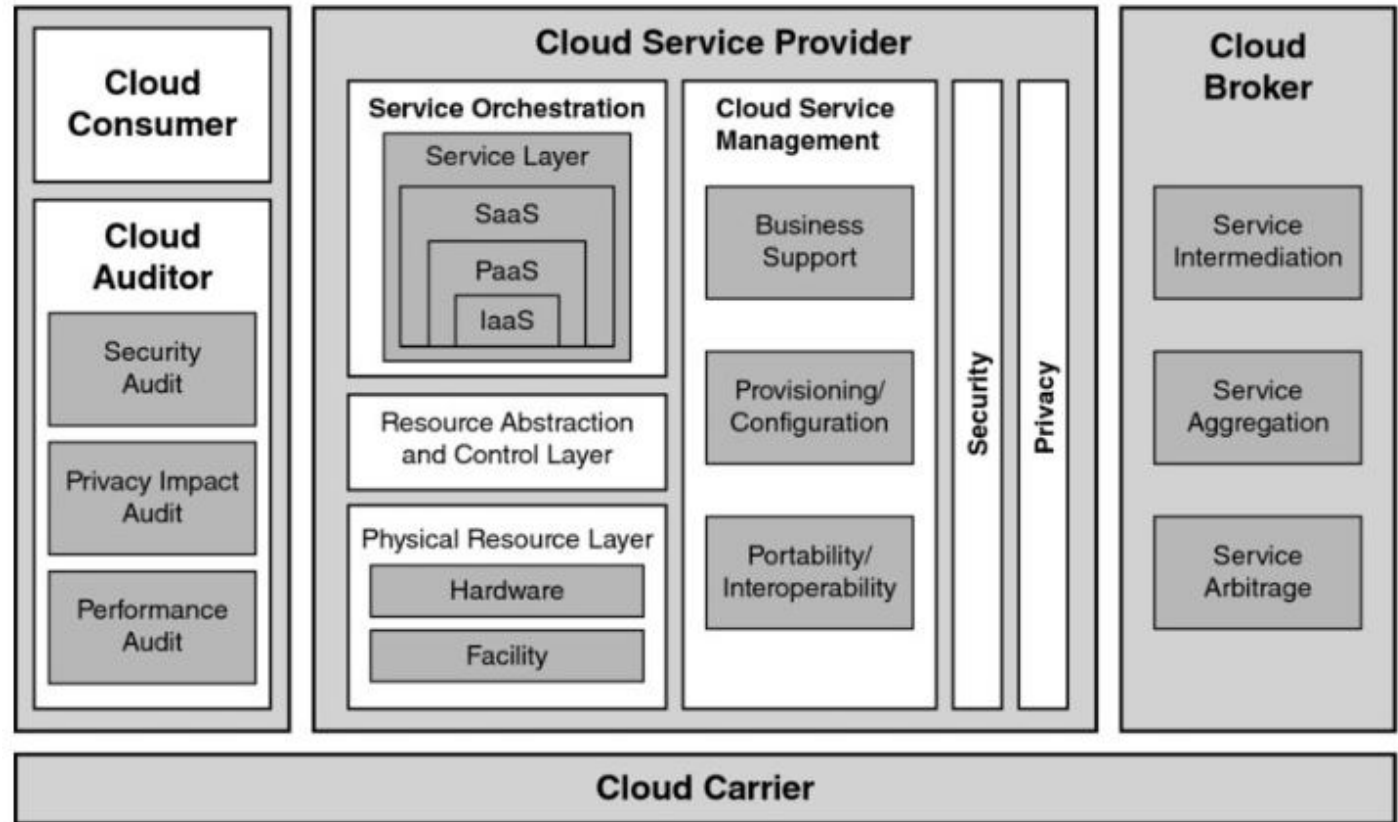 Cloud
Consumer
Cloud
Auditor
Security
Audit
Privacy Impact
Audit
Performance
Audit
Cloud Service Provider
Service Orchestration
Service Layer
SaaS
PaaS
IaaS
Resource Abstraction
and Control Layer
Physical Resource Layer
Hardware
Facility
Cloud Service
Management
Business
Support
Provisioning/
Configuration
Portability/
Interoperability
Security
Privacy
Cloud
Broker
Service
Intermediation
Service
Aggregation
Service
Arbitrage
Cloud Carrier